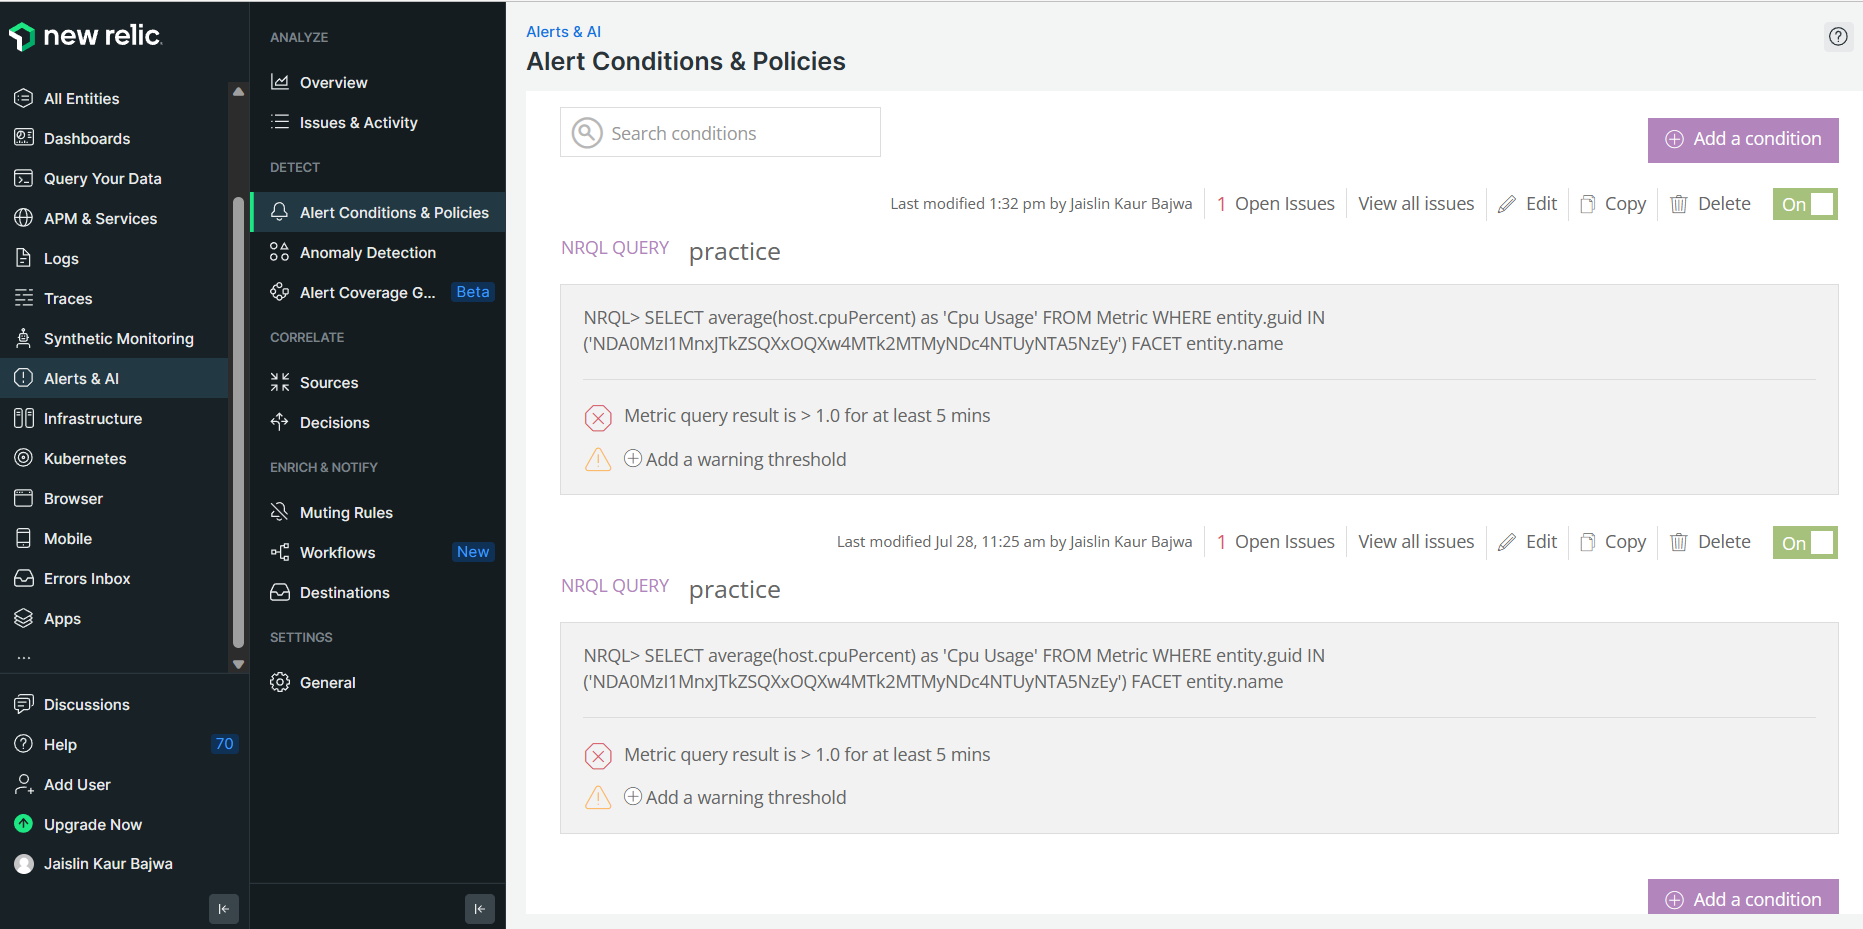 new relic.
All Entities
Dashboards
Query Your Data
APM & Services
Logs
Traces
Synthetic Monitoring
Alerts & AI
Infrastructure
Kubernetes
Browser
Mobile
Errors Inbox
Apps
...
Discussions
Help 70
Add User
Upgrade Now
Jaislin Kaur Bajwa
ANALYZE
Overview
Issues & Activity
DETECT
Alert Conditions & Policies
Anomaly Detection
Alert Coverage G... Beta
CORRELATE
Sources
Decisions
ENRICH & NOTIFY
Muting Rules
Workflows New
Destinations
SETTINGS
General
Alerts & AI
Alert Conditions & Policies
Search conditions
Add a condition
Last modified 1:32 pm by Jaislin Kaur Bajwa 1 Open Issues View all issues Edit Copy Delete On
NRQL QUERY practice
NRQL> SELECT average(host.cpuPercent) as 'Cpu Usage' FROM Metric WHERE entity.guid IN
('NDA0MzI1MnxJTkZSQXxOQXw4MTk2MTMyNDc4NTUyNTA5NzEy') FACET entity.name
Metric query result is > 1.0 for at least 5 mins
Add a warning threshold
Last modified Jul 28, 11:25 am by Jaislin Kaur Bajwa 1 Open Issues View all issues Edit Copy Delete On
NRQL QUERY practice
NRQL> SELECT average(host.cpuPercent) as 'Cpu Usage' FROM Metric WHERE entity.guid IN
('NDA0MzI1MnxJTkZSQXxOQXw4MTk2MTMyNDc4NTUyNTA5NzEy') FACET entity.name
Metric query result is > 1.0 for at least 5 mins
Add a warning threshold
Add a condition